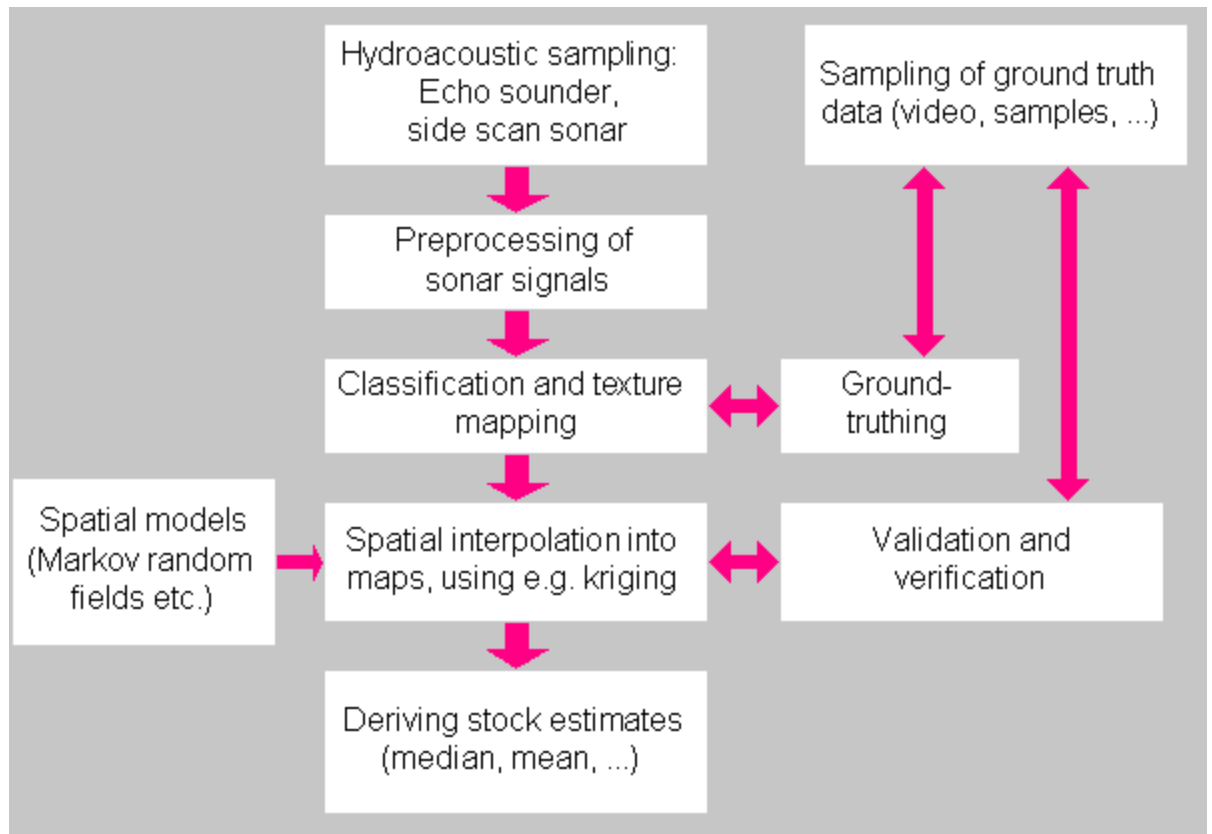 Hydroacoustic sampling:
Echo sounder,
side scan sonar
Sampling of ground truth
data (video, samples, ...)
Preprocessing of
sonar signals
Classification and texture
mapping
Ground-
truthing
Spatial models
(Markov random
fields etc.)
Spatial interpolation into
maps, using e.g. kriging
Validation and
verification
Deriving stock estimates
(median, mean, ...)